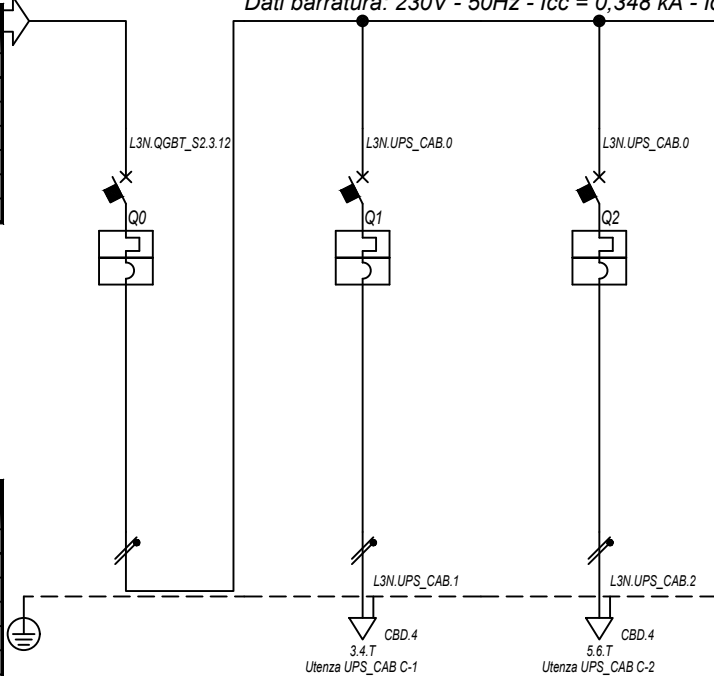 Dati barratura: 230V - 50Hz - Icc = 0,348 kA -
L3N.QGBT_S2.3.12
L3N.UPS_CAB.0
L3N.UPS_CAB.0
Q0
Q1
Q2
L3N.UPS_CAB.1
L3N.UPS_CAB.2
CBD.4
CBD.4
3.4.T
5.6.T
Utenza UPS_CAB C-1
Utenza UPS_CAB C-2